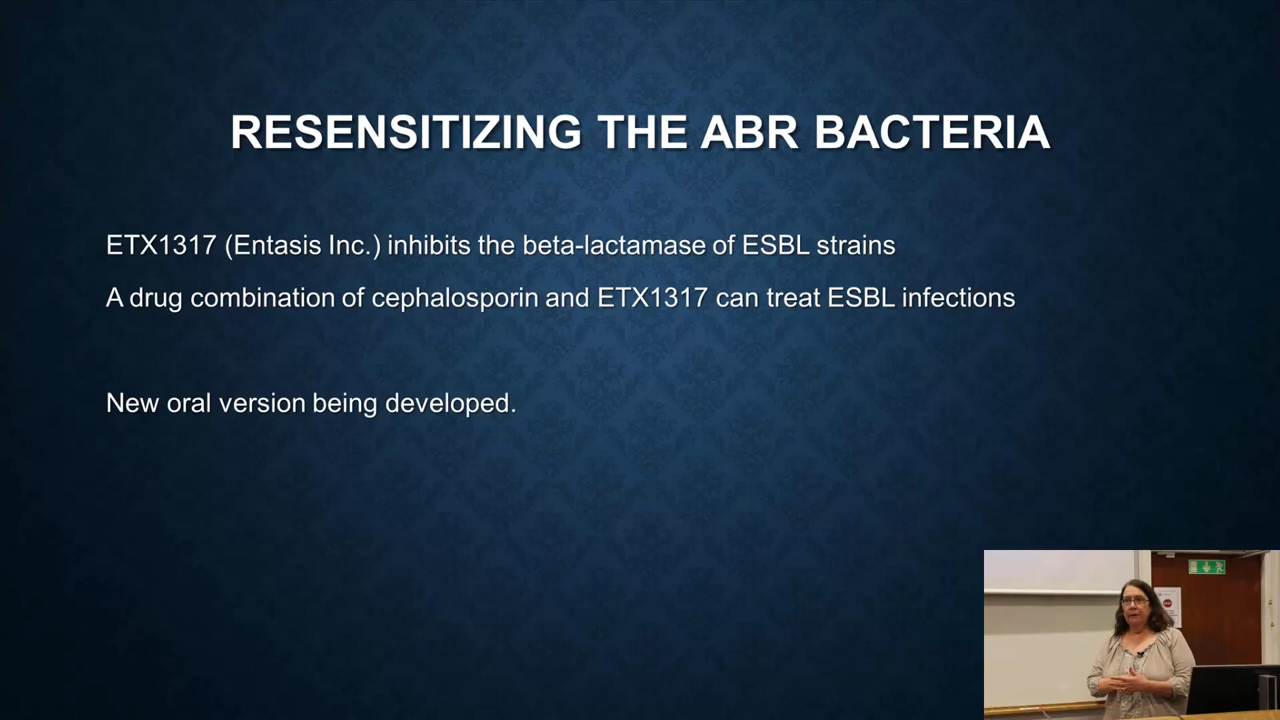 RESENSITIZING THE ABR BACTERIA
ETX1317 (Entasis Inc.) inhibits the beta-lactamase of ESBL strains
A drug combination of cephalosporin and ETX1317 can treat ESBL infections
New oral version being developed.